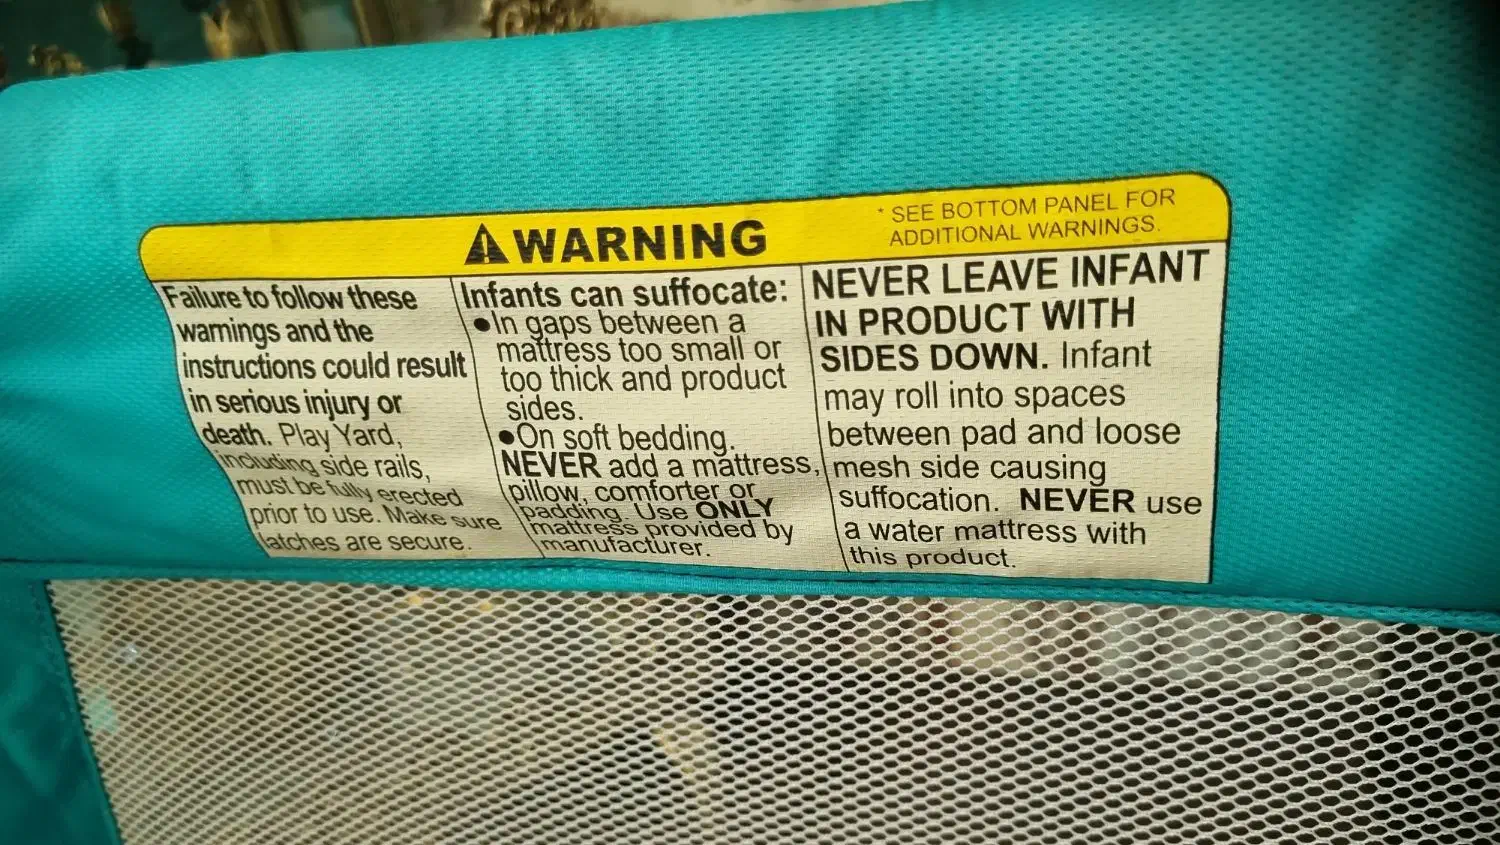 ⚠ WARNING
* SEE BOTTOM PANEL FOR
ADDITIONAL WARNINGS.
Failure to follow these
warnings and the
instructions could result
in serious injury or
death. Play Yard,
including side rails,
must be fully erected
prior to use. Make sure
latches are secure.
Infants can suffocate:
●In gaps between a
mattress too small or
too thick and product
sides.
●On soft bedding.
NEVER add a mattress,
pillow, comforter or
padding. Use ONLY
mattress provided by
manufacturer.
NEVER LEAVE INFANT
IN PRODUCT WITH
SIDES DOWN. Infant
may roll into spaces
between pad and loose
mesh side causing
suffocation. NEVER use
a water mattress with
this product.